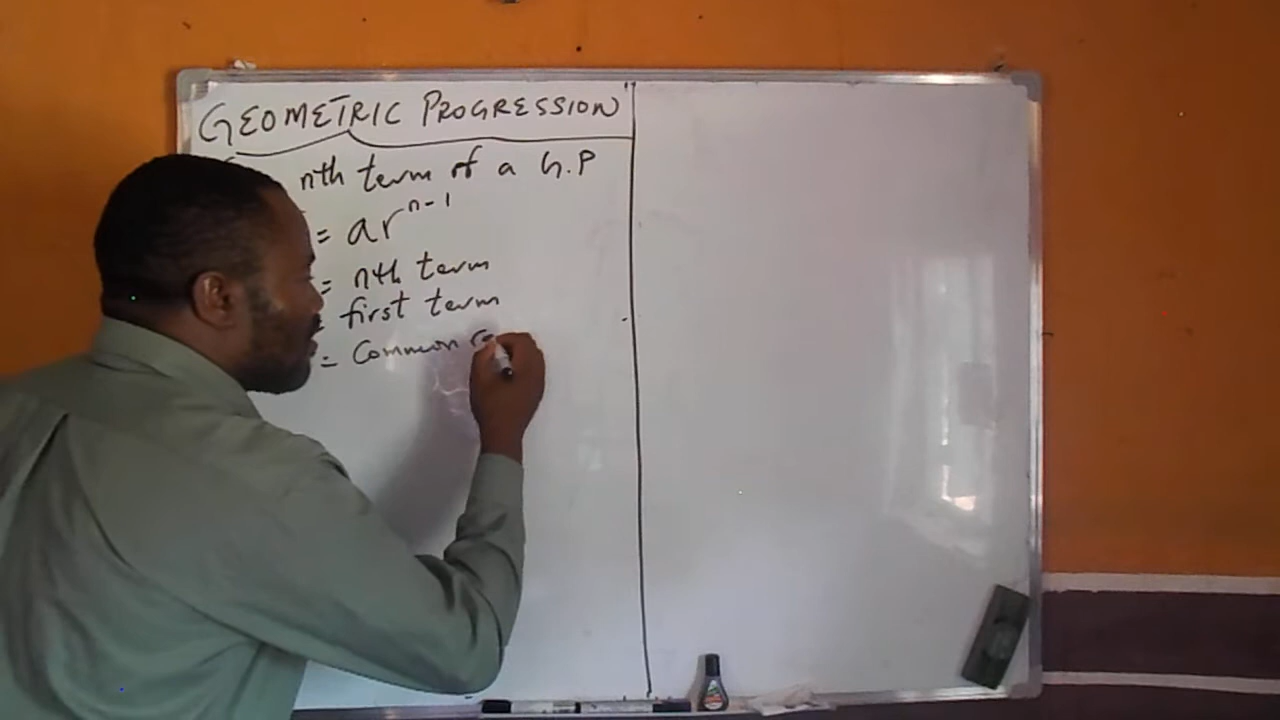 GEOMETRIC PROGRESSION
nth term of a G.P
= ar^{n-1}
= nth term
= first term
= Common